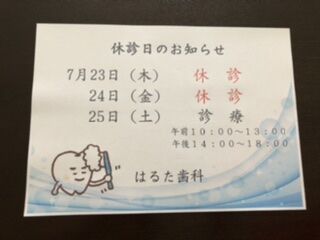 休診日のお知らせ
7月23日（木） 休 診
24日（金） 休 診
25日（土） 診 療
午前10：00～13：00
午後14：00～18：00
はるた歯科